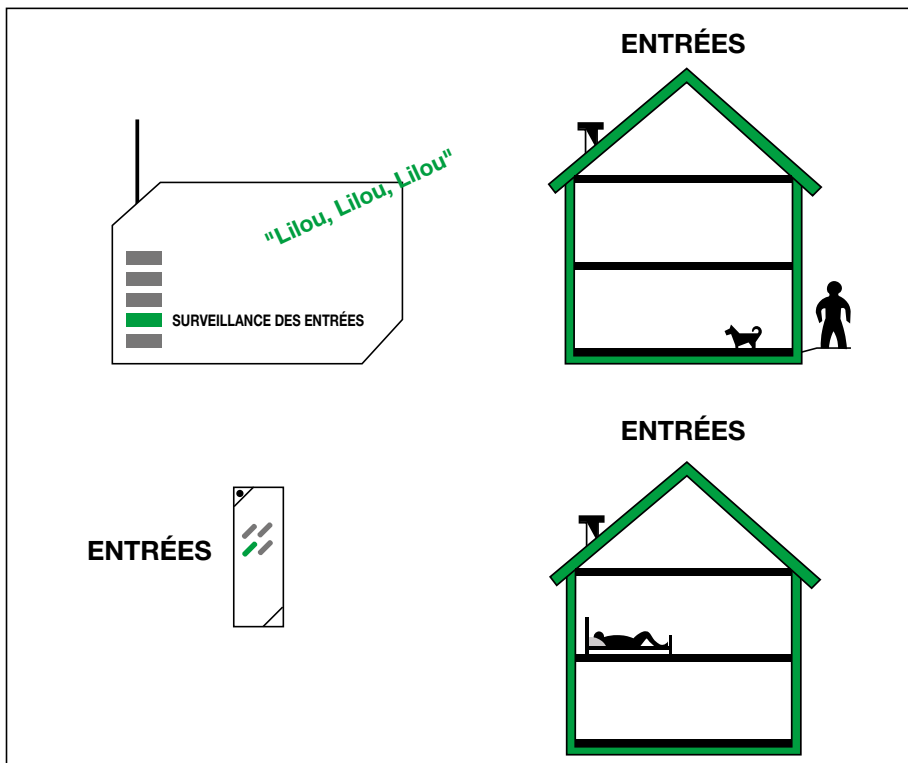 ENTRÉES
"Lilou, Lilou, Lilou"
SURVEILLANCE DES ENTRÉES
ENTRÉES
ENTRÉES